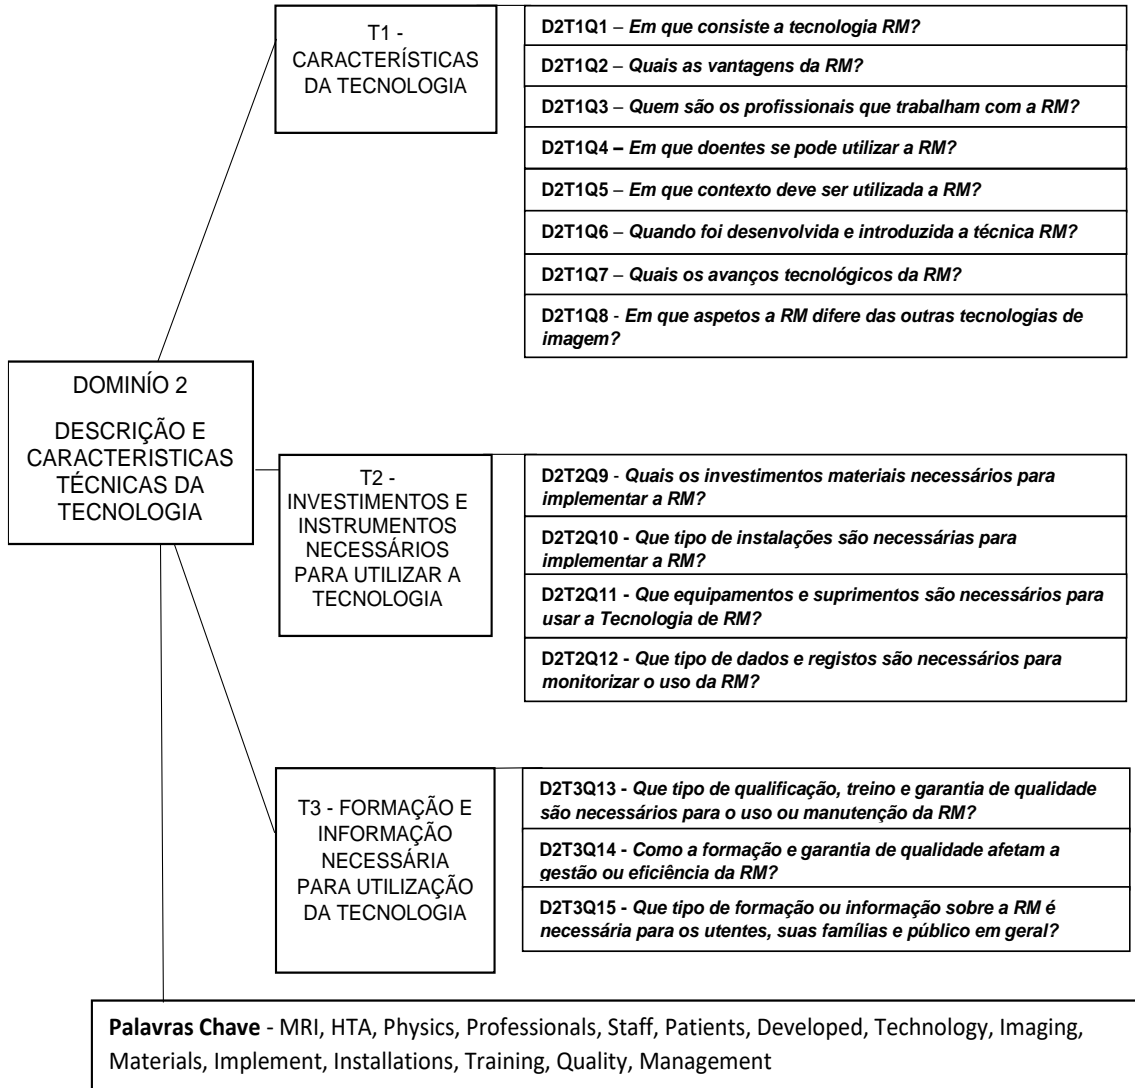 T1 -
CARACTERÍSTICAS
DA TECNOLOGIA
D2T1Q1 – Em que consiste a tecnologia RM?
D2T1Q2 – Quais as vantagens da RM?
D2T1Q3 – Quem são os profissionais que trabalham com a RM?
D2T1Q4 – Em que doentes se pode utilizar a RM?
D2T1Q5 – Em que contexto deve ser utilizada a RM?
D2T1Q6 – Quando foi desenvolvida e introduzida a técnica RM?
D2T1Q7 – Quais os avanços tecnológicos da RM?
D2T1Q8 - Em que aspetos a RM difere das outras tecnologias de
imagem?
DOMINÍO 2
DESCRIÇÃO E
CARACTERISTICAS
TÉCNICAS DA
TECNOLOGIA
T2 -
INVESTIMENTOS E
INSTRUMENTOS
NECESSÁRIOS
PARA UTILIZAR A
TECNOLOGIA
D2T2Q9 - Quais os investimentos materiais necessários para
implementar a RM?
D2T2Q10 - Que tipo de instalações são necessárias para
implementar a RM?
D2T2Q11 - Que equipamentos e suprimentos são necessários para
usar a Tecnologia de RM?
D2T2Q12 - Que tipo de dados e registos são necessários para
monitorizar o uso da RM?
T3 - FORMAÇÃO E
INFORMAÇÃO
NECESSÁRIA
PARA UTILIZAÇÃO
DA TECNOLOGIA
D2T3Q13 - Que tipo de qualificação, treino e garantia de qualidade
são necessários para o uso ou manutenção da RM?
D2T3Q14 - Como a formação e garantia de qualidade afetam a
gestão ou eficiência da RM?
D2T3Q15 - Que tipo de formação ou informação sobre a RM é
necessária para os utentes, suas famílias e público em geral?
Palavras Chave - MRI, HTA, Physics, Professionals, Staff, Patients, Developed, Technology, Imaging,
Materials, Implement, Installations, Training, Quality, Management